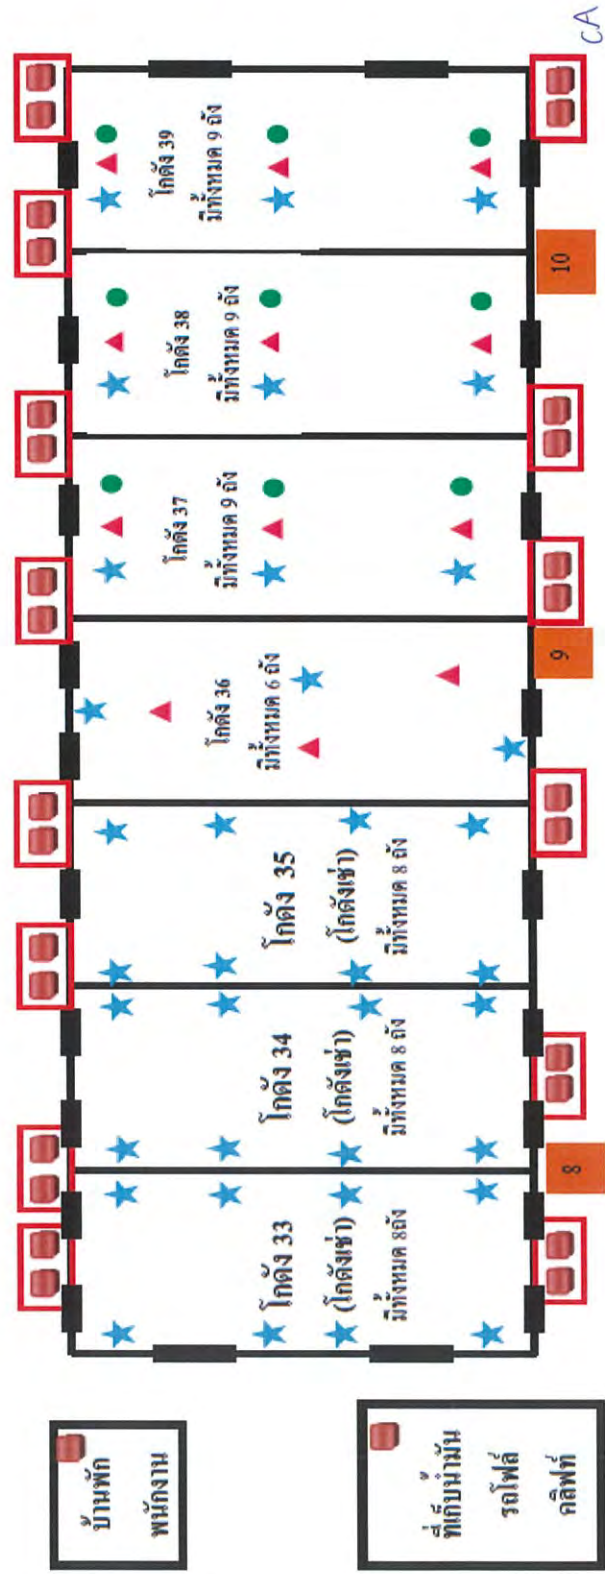 บ้านพัก
พนักงาน
ที่เก็บน้ำมัน
รถโฟล์
คลิฟท์
โกดัง 33
(โกดังเช่า)
มีทั้งหมด 8ถัง
โกดัง 34
(โกดังเช่า)
มีทั้งหมด 8 ถัง
โกดัง 35
(โกดังเช่า)
มีทั้งหมด 8 ถัง
โกดัง 36
มีทั้งหมด 6 ถัง
โกดัง 37
มีทั้งหมด 9 ถัง
โกดัง 38
มีทั้งหมด 9 ถัง
โกดัง 39
มีทั้งหมด 9 ถัง
8
9
10
CA